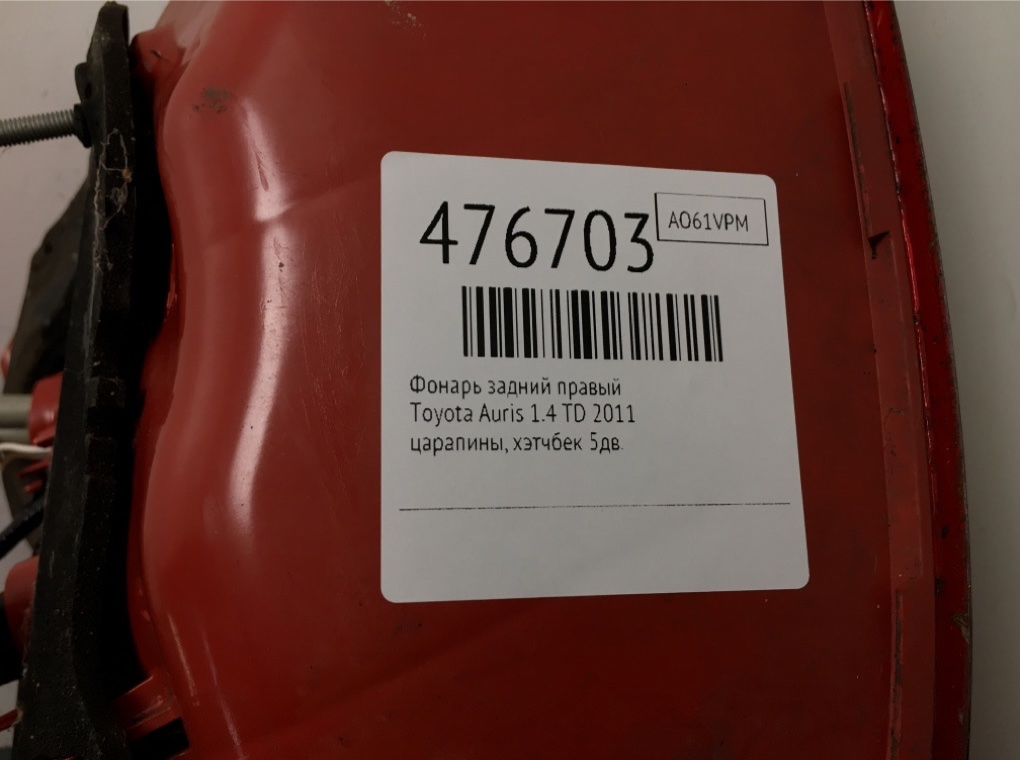 476703
AO61VPM
Фонарь задний правый
Toyota Auris 1.4 TD 2011
царапины, хэтчбек 5дв.